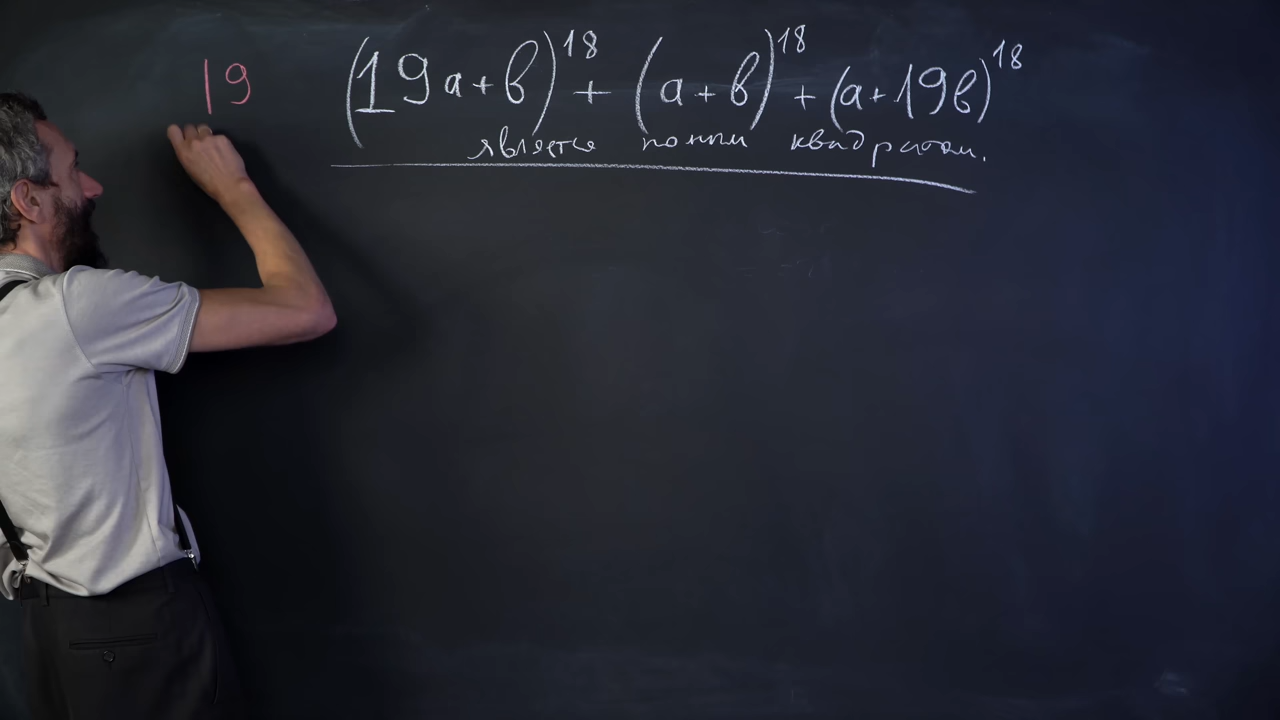 19
(19a+b)^18 + (a+b)^18 + (a+19b)^18
является полным квадратом.